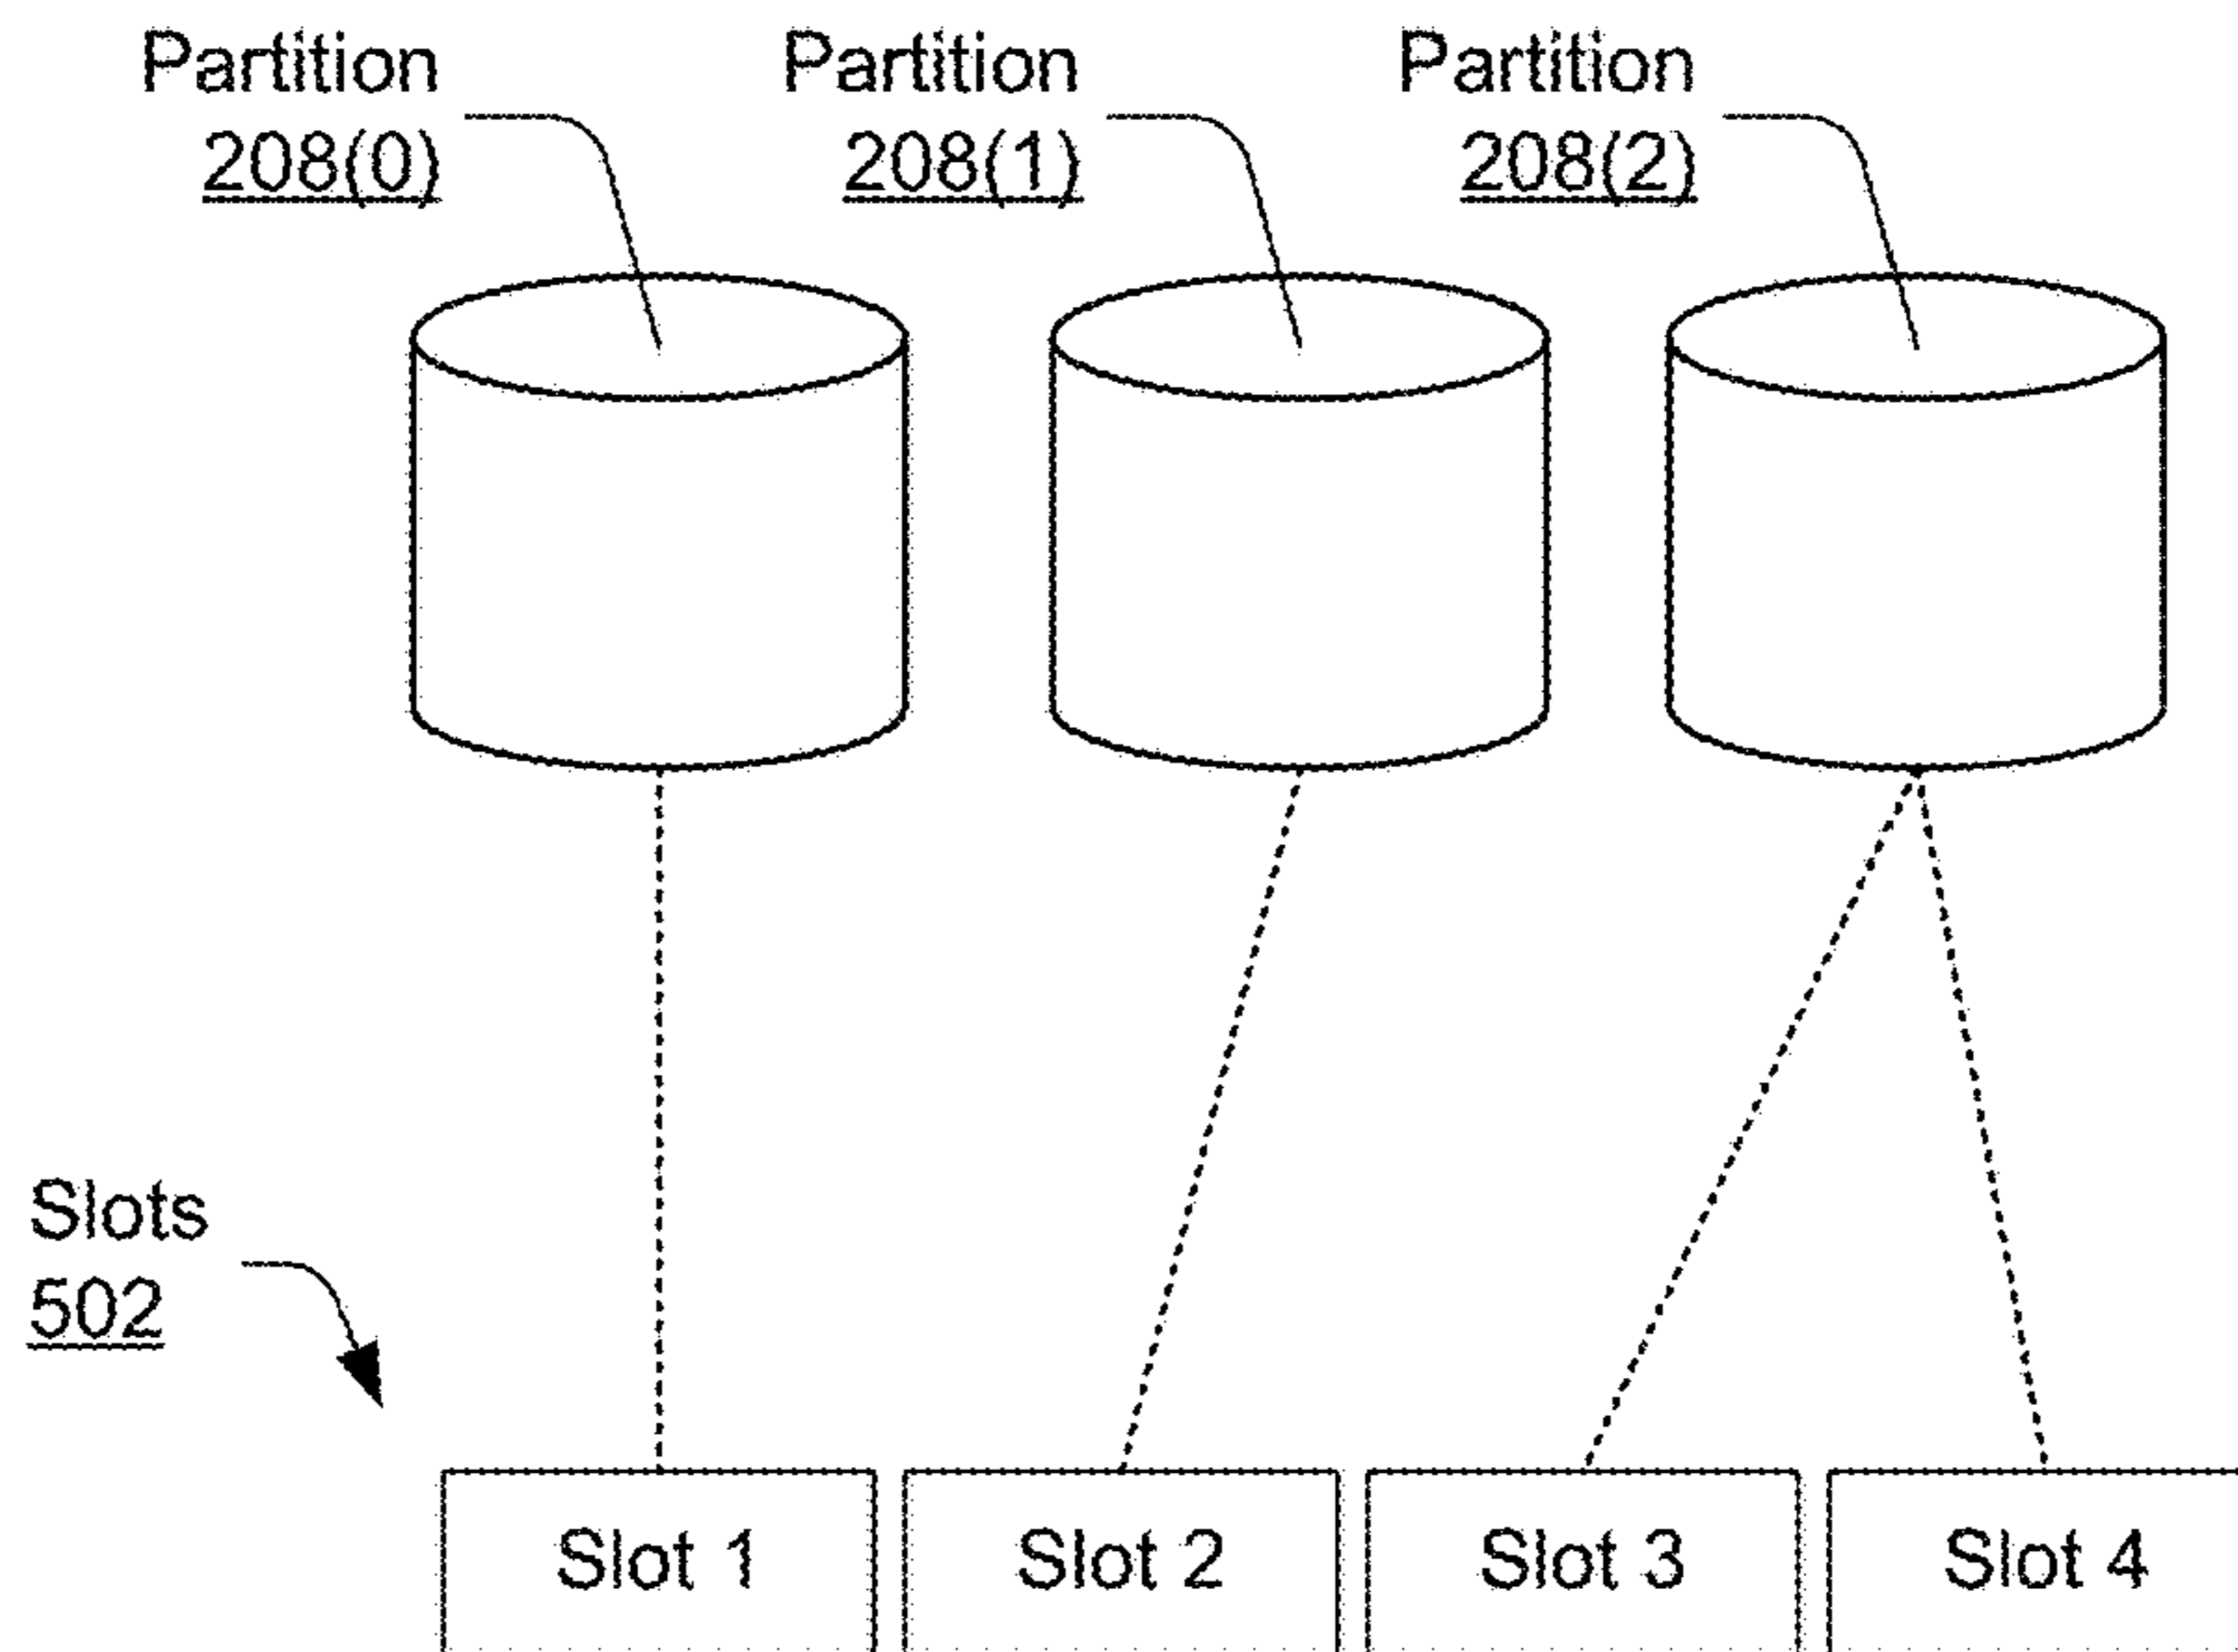 Partition
208(0)
Partition
208(1)
Partition
208(2)
Slots
502
Slot 1
Slot 2
Slot 3
Slot 4